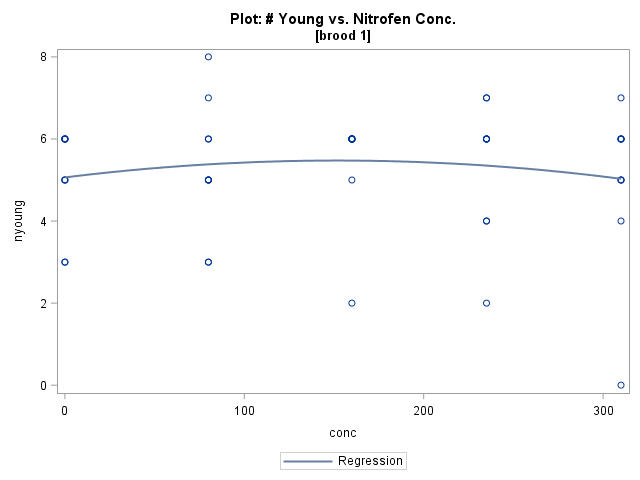 Plot: # Young vs. Nitrofen Conc.
[brood 1]
8
6
4
2
0
nyoung
0 100 200 300
conc
Regression